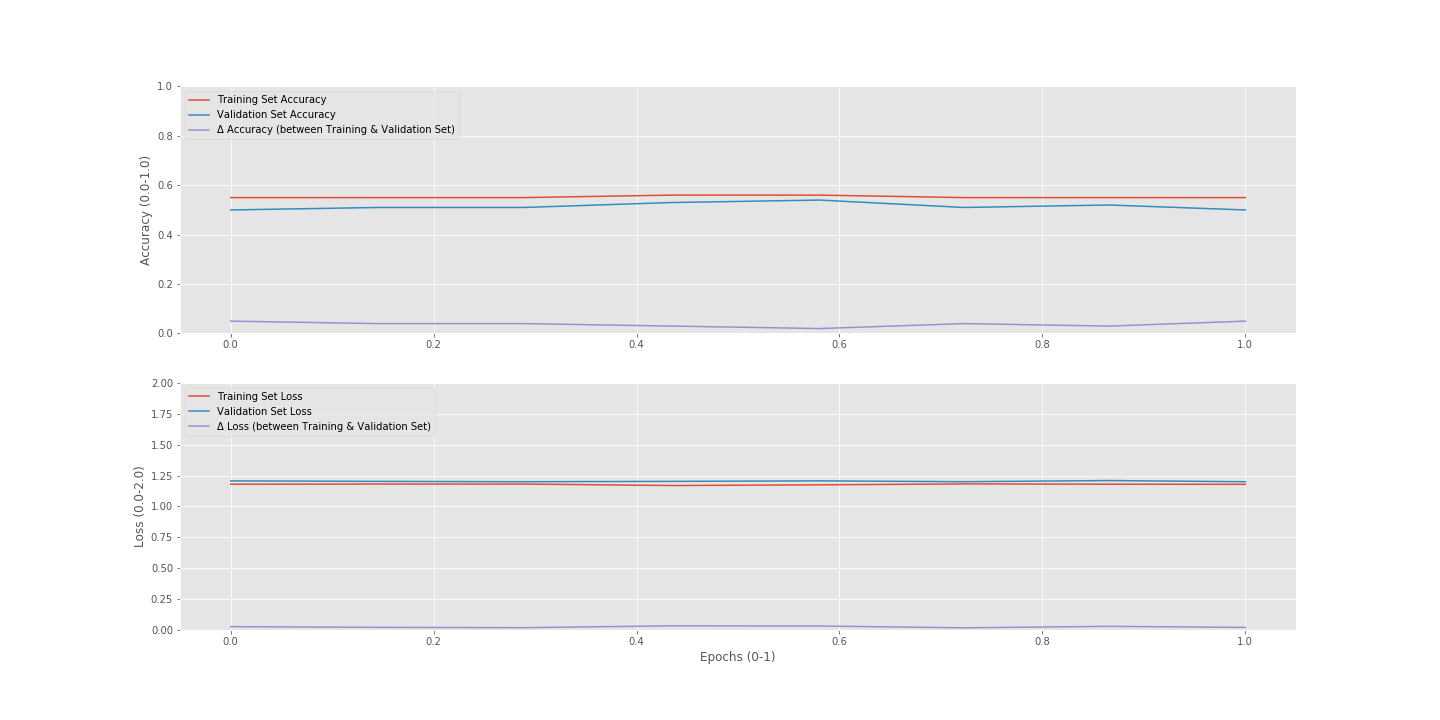 1.0
Training Set Accuracy
Validation Set Accuracy
Δ Accuracy (between Training & Validation Set)
0.8
0.6
0.4
0.2
0.0
Accuracy (0.0-1.0)
0.0 0.2 0.4 0.6 0.8 1.0
2.00
Training Set Loss
Validation Set Loss
Δ Loss (between Training & Validation Set)
1.75
1.50
1.25
1.00
0.75
0.50
0.25
0.00
Loss (0.0-2.0)
0.0 0.2 0.4 0.6 0.8 1.0
Epochs (0-1)